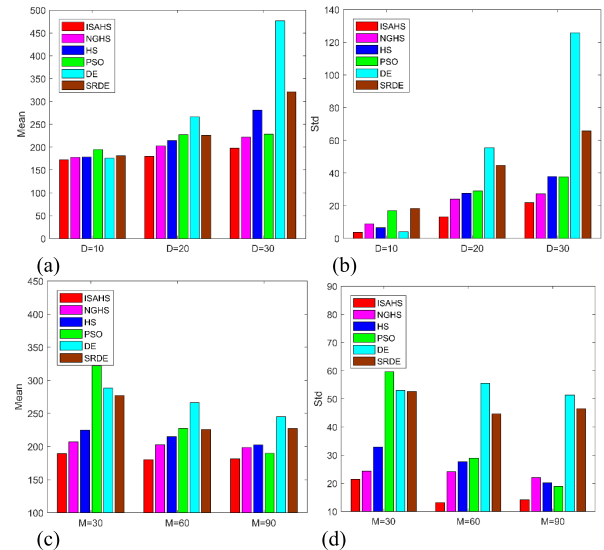 500
450
400
350
300
250
200
150
100
50
0
Mean
ISAHS
NGHS
HS
PSO
DE
SRDE
D=10
D=20
D=30
(a)
140
120
100
80
60
40
20
0
Std
ISAHS
NGHS
HS
PSO
DE
SRDE
D=10
D=20
D=30
(b)
450
400
350
300
250
200
150
100
Mean
ISAHS
NGHS
HS
PSO
DE
SRDE
M=30
M=60
M=90
(c)
90
80
70
60
50
40
30
20
10
Std
ISAHS
NGHS
HS
PSO
DE
SRDE
M=30
M=60
M=90
(d)